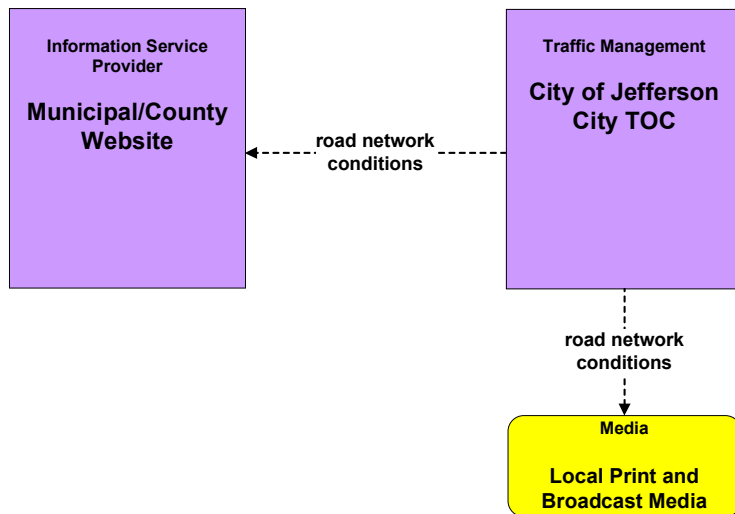 Information Service
Provider
Municipal/County
Website
road network
conditions
Traffic Management
City of Jefferson
City TOC
road network
conditions
Media
Local Print and
Broadcast Media